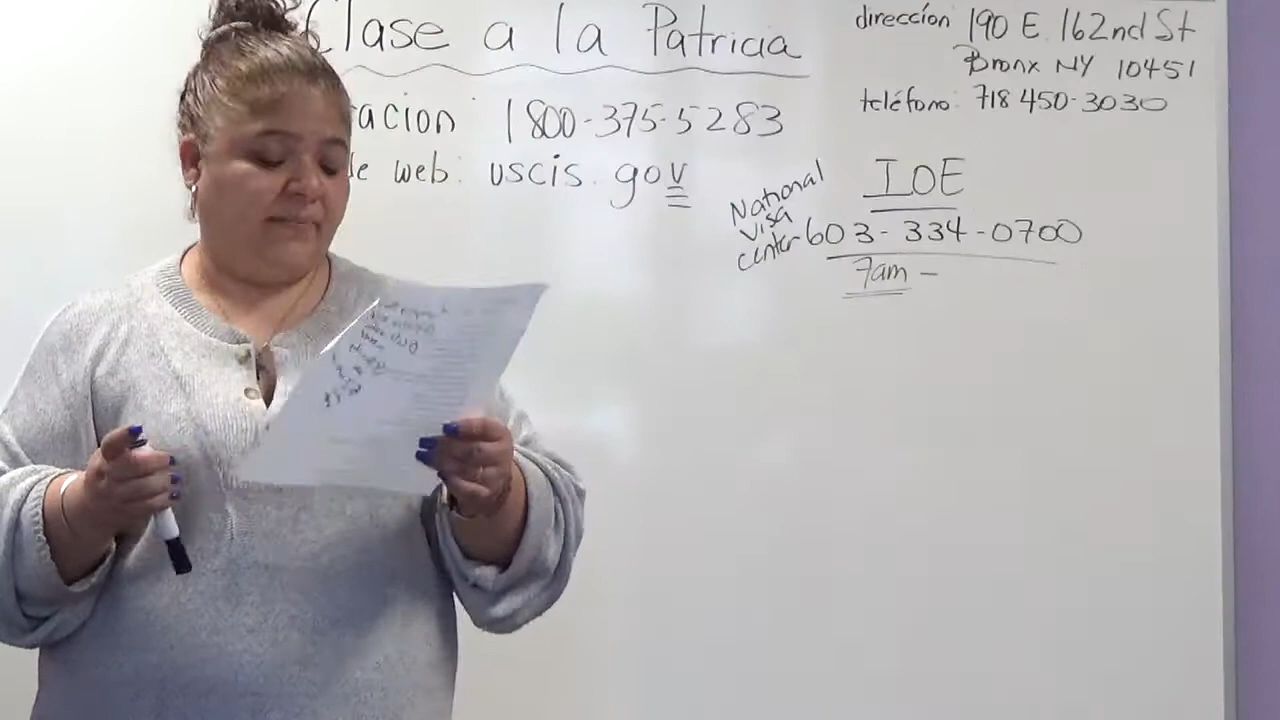 Clase a la Patricia
acion: 1800-375-5283
de web: uscis.gov
dirección 190 E. 162nd St
Bronx NY 10451
teléfono: 718 450-3030
IOE
National
Visa
Center-603-334-0700
7am -